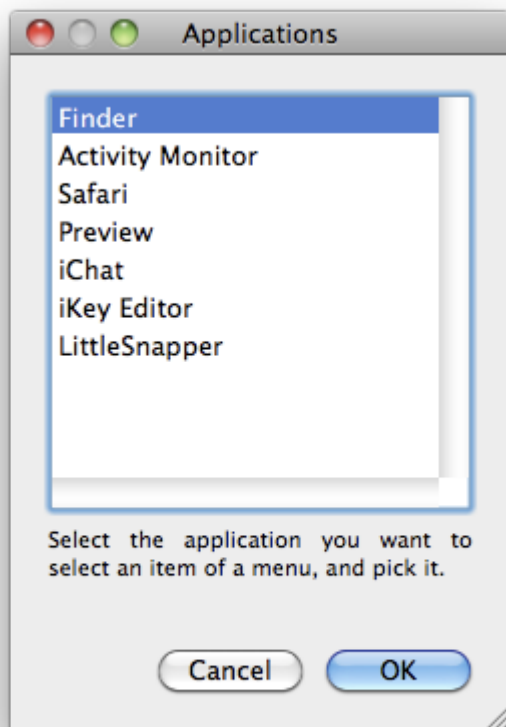 Applications
Finder
Activity Monitor
Safari
Preview
iChat
iKey Editor
LittleSnapper
Select the application you want to
select an item of a menu, and pick it.
Cancel OK